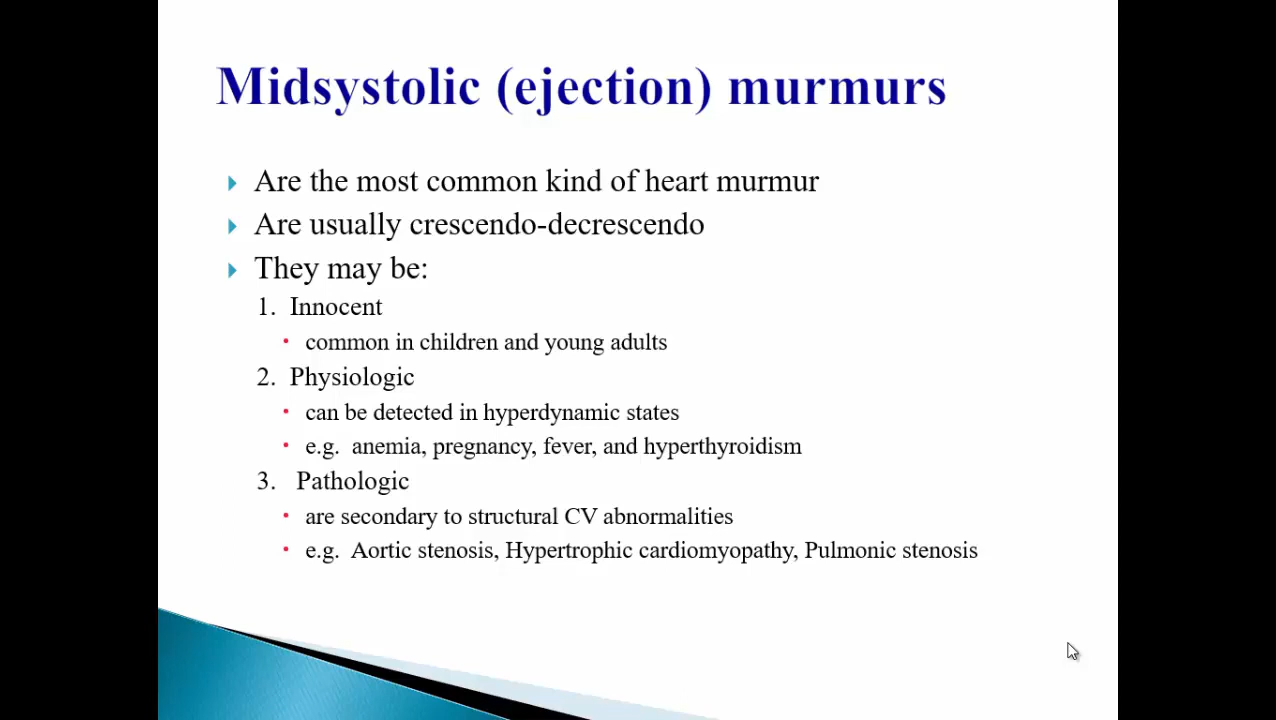 Midsystolic (ejection) murmurs
Are the most common kind of heart murmur
Are usually crescendo-decrescendo
They may be:
1. Innocent
• common in children and young adults
2. Physiologic
• can be detected in hyperdynamic states
• e.g. anemia, pregnancy, fever, and hyperthyroidism
3. Pathologic
• are secondary to structural CV abnormalities
• e.g. Aortic stenosis, Hypertrophic cardiomyopathy, Pulmonic stenosis